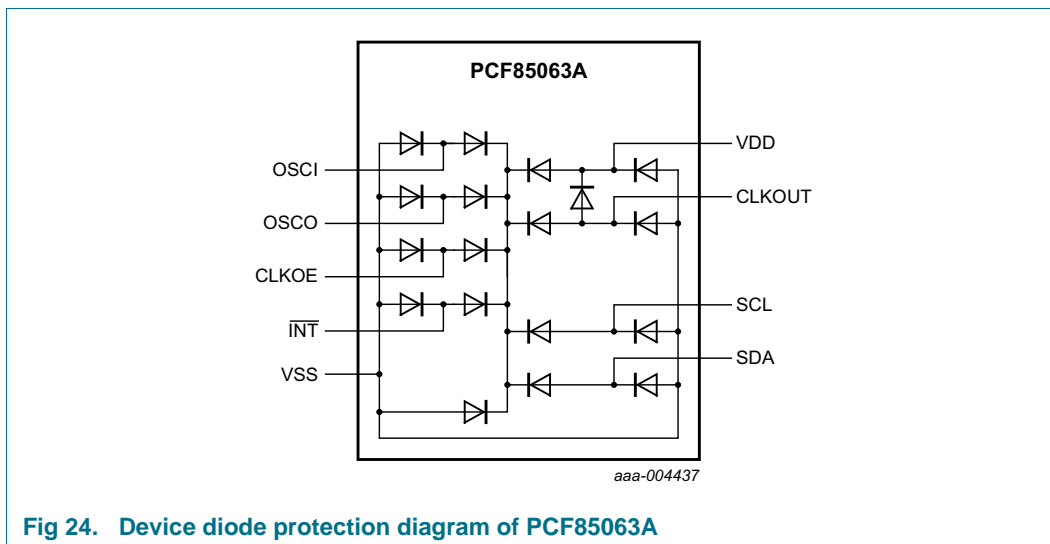 PCF85063A
OSCI
OSCO
CLKOE
INT
VSS
VDD
CLKOUT
SCL
SDA
aaa-004437
Fig 24. Device diode protection diagram of PCF85063A